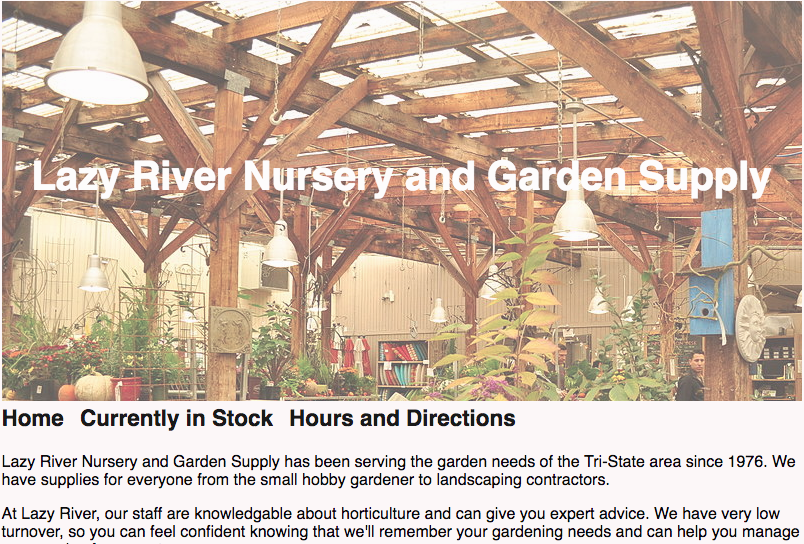 Lazy River Nursery and Garden Supply
Home Currently in Stock Hours and Directions
Lazy River Nursery and Garden Supply has been serving the garden needs of the Tri-State area since 1976. We
have supplies for everyone from the small hobby gardener to landscaping contractors.
At Lazy River, our staff are knowledgable about horticulture and can give you expert advice. We have very low
turnover, so you can feel confident knowing that we'll remember your gardening needs and can help you manage